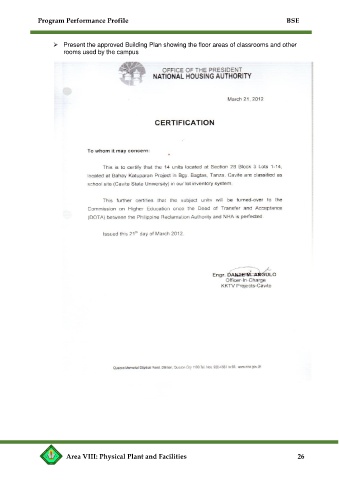 Program Performance Profile BSE
➢ Present the approved Building Plan showing the floor areas of classrooms and other
rooms used by the campus
OFFICE OF THE PRESIDENT
NATIONAL HOUSING AUTHORITY
March 21, 2012
CERTIFICATION
To whom it may concern:
This is to certify that the 14 units located at Section 29 Block 5 Lots 1-14,
located at Bahay Katuparan Project in Bgy. Bagtas, Tanza, Cavite are classified as
school site (Cavite State University) in our lot inventory system.
This further certifies that the subject units will be turned-over to the
Commission on Higher Education once the Deed of Transfer and Acceptance
(DOTA) between the Philippine Reclamation Authority and NHA is perfected.
Issued this 21st day of March 2012.
Engr.
Officer-In-Charge
Projects-Cavite
Area VIII: Physical Plant and Facilities 26